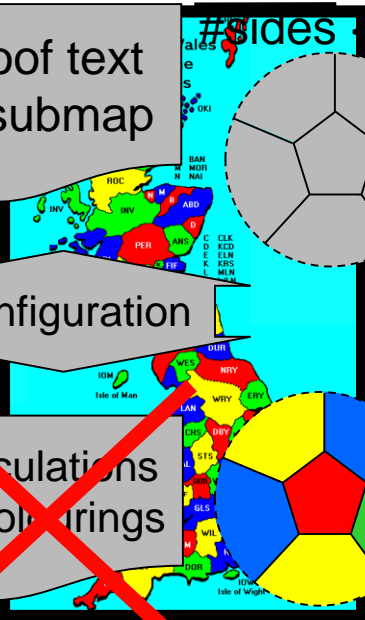 #sides
ales
e
s
oof text
submap
OKI
BAN
M MOR
N NAI
ROC
INV
N
M
B
ABD
INV
D
PER
ANS
FIF
C CLK
D KCD
E ELN
K KRS
L MLN
nfiguration
DUR
WES
NRY
IOM
Isle of Man
LAN
WRY
ERY
CHS
DBY
culations
olourings
STS
GLS
WIL
M
DOR
IOW
Isle of Wight